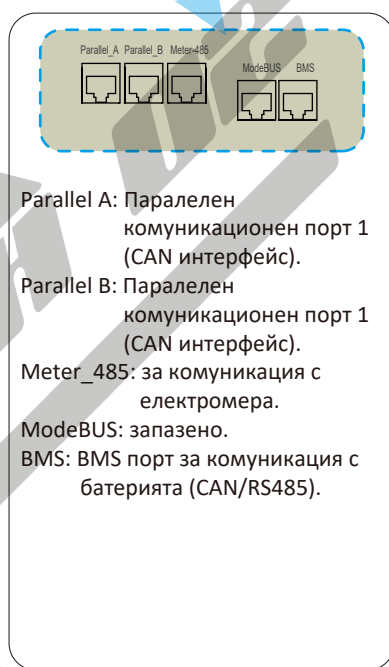 Parallel_A Parallel_B Meter-485
ModeBUS BMS
Parallel A: Паралелен
комуникационен порт 1
(CAN интерфейс).
Parallel B: Паралелен
комуникационен порт 1
(CAN интерфейс).
Meter_485: за комуникация с
електромера.
ModeBUS: запазено.
BMS: BMS порт за комуникация с
батерията (CAN/RS485).